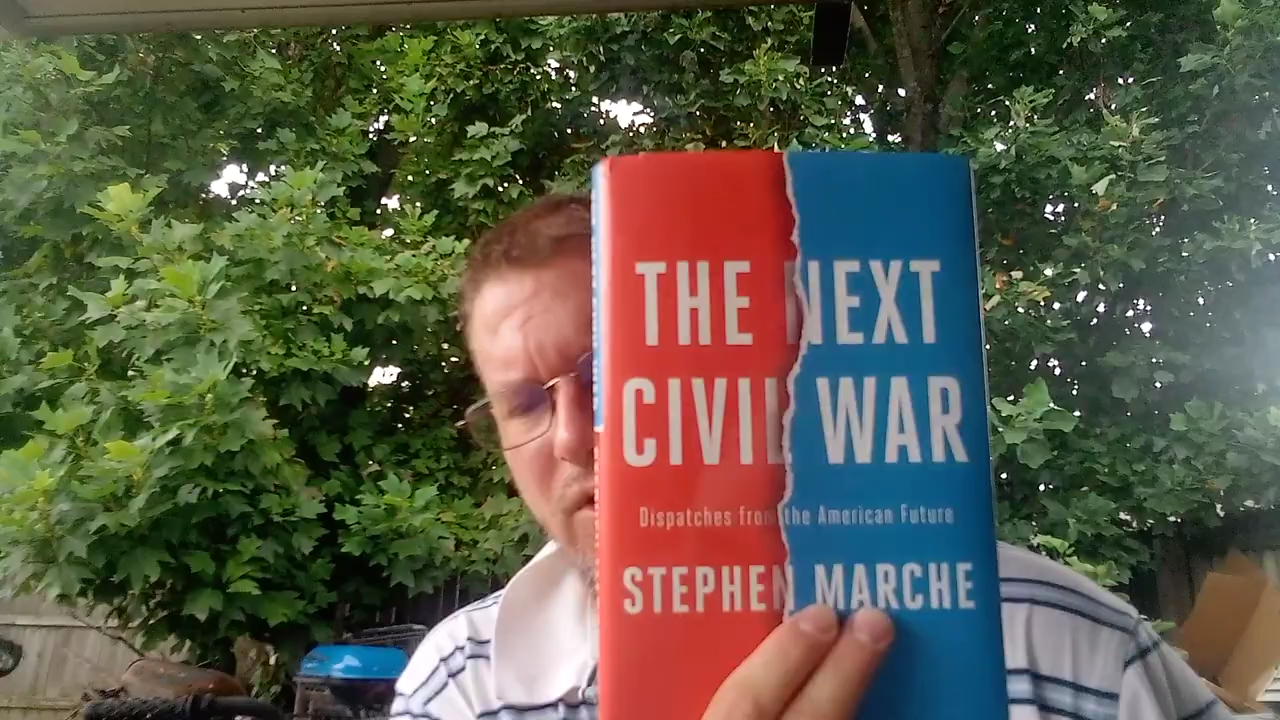 THE NEXT
CIVIL WAR
Dispatches from the American Future
STEPHEN MARCHE